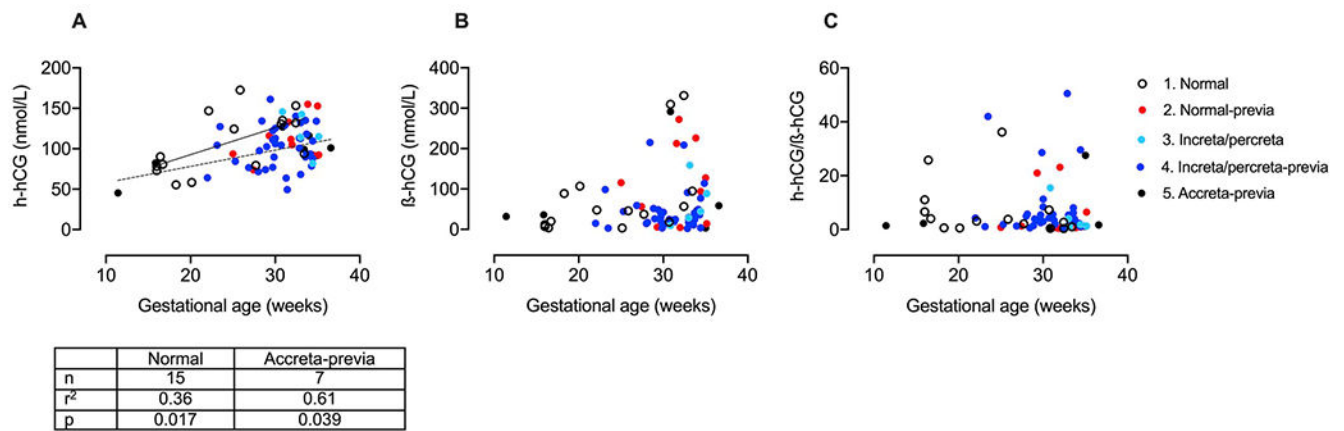 A
B
C
h-hCG (nmol/L)
200
150
100
50
0
10 20 30 40
Gestational age (weeks)
ß-hCG (nmol/L)
400
300
200
100
0
10 20 30 40
Gestational age (weeks)
h-hCG/ß-hCG
60
40
20
0
10 20 30 40
Gestational age (weeks)
1. Normal
2. Normal-previa
3. Increta/percreta
4. Increta/percreta-previa
5. Accreta-previa
Normal Accreta-previa
n 15 7
r² 0.36 0.61
p 0.017 0.039